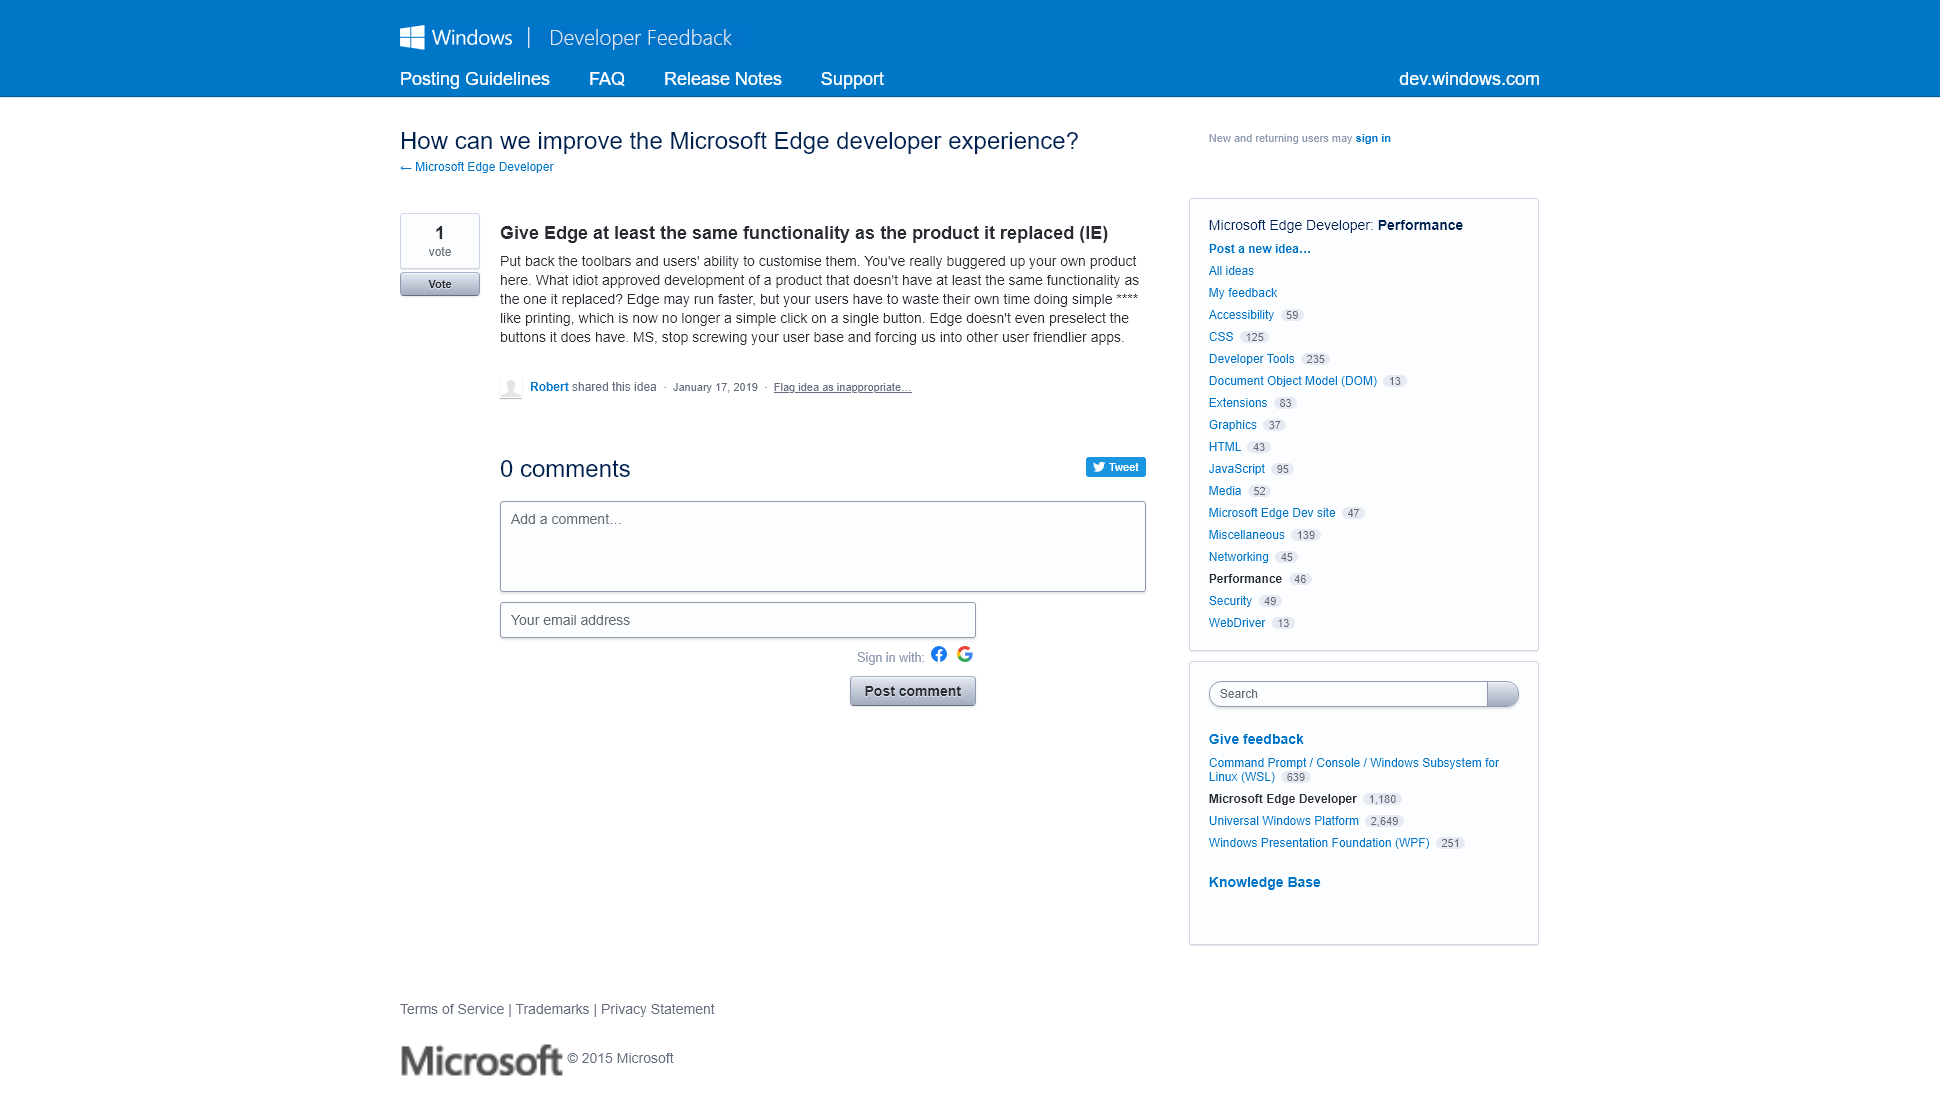 Windows | Developer Feedback
Posting Guidelines FAQ Release Notes Support dev.windows.com
How can we improve the Microsoft Edge developer experience?
← Microsoft Edge Developer
New and returning users may sign in
1
vote
Vote
Give Edge at least the same functionality as the product it replaced (IE)
Put back the toolbars and users' ability to customise them. You've really buggered up your own product
here. What idiot approved development of a product that doesn't have at least the same functionality as
the one it replaced? Edge may run faster, but your users have to waste their own time doing simple ****
like printing, which is now no longer a simple click on a single button. Edge doesn't even preselect the
buttons it does have. MS, stop screwing your user base and forcing us into other user friendlier apps.
Robert shared this idea · January 17, 2019 · Flag idea as inappropriate…
0 comments
Tweet
Add a comment…
Your email address
Sign in with:
Post comment
Microsoft Edge Developer: Performance
Post a new idea…
All ideas
My feedback
Accessibility 59
CSS 125
Developer Tools 235
Document Object Model (DOM) 13
Extensions 83
Graphics 37
HTML 43
JavaScript 95
Media 52
Microsoft Edge Dev site 47
Miscellaneous 139
Networking 45
Performance 46
Security 49
WebDriver 13
Search
Give feedback
Command Prompt / Console / Windows Subsystem for
Linux (WSL) 639
Microsoft Edge Developer 1,180
Universal Windows Platform 2,649
Windows Presentation Foundation (WPF) 251
Knowledge Base
Terms of Service | Trademarks | Privacy Statement
Microsoft © 2015 Microsoft